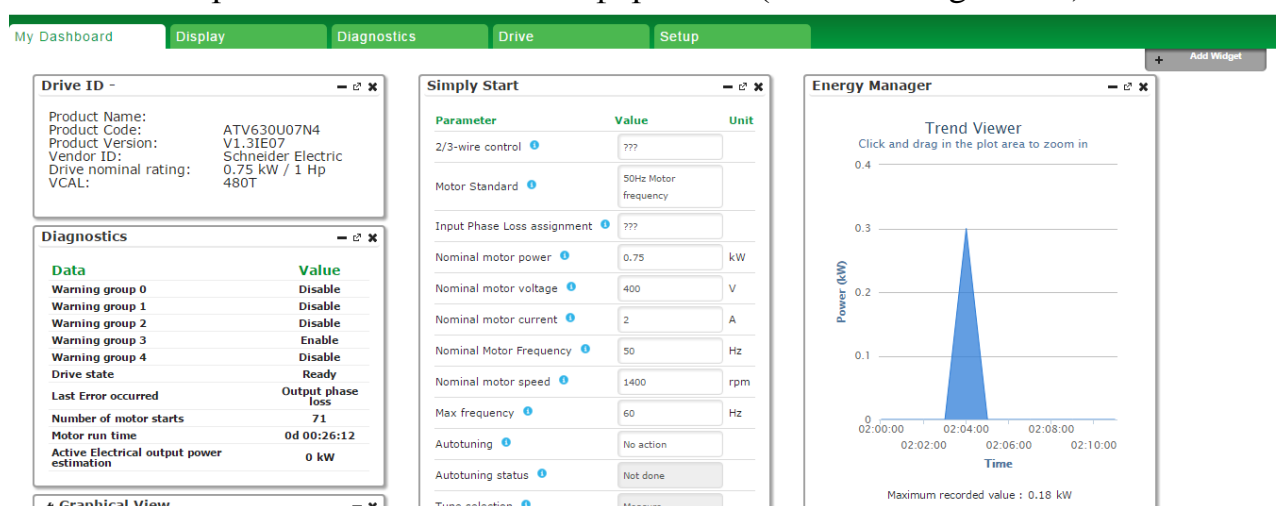 My Dashboard Display Diagnostics Drive Setup
+ Add Widget
Drive ID -
Product Name:
Product Code: ATV630U07N4
Product Version: V1.3IE07
Vendor ID: Schneider Electric
Drive nominal rating: 0.75 kW / 1 Hp
VCAL: 480T
Diagnostics
Data Value
Warning group 0 Disable
Warning group 1 Disable
Warning group 2 Disable
Warning group 3 Enable
Warning group 4 Disable
Drive state Ready
Last Error occurred Output phase loss
Number of motor starts 71
Motor run time 0d 00:26:12
Active Electrical output power estimation 0 kW
Graphical View
Simply Start
Parameter Value Unit
2/3-wire control ???
Motor Standard 50Hz Motor frequency
Input Phase Loss assignment ???
Nominal motor power 0.75 kW
Nominal motor voltage 400 V
Nominal motor current 2 A
Nominal Motor Frequency 50 Hz
Nominal motor speed 1400 rpm
Max frequency 60 Hz
Autotuning No action
Autotuning status Not done
Energy Manager
Trend Viewer
Click and drag in the plot area to zoom in
0.4
0.3
0.2
0.1
0
Power (kW)
02:00:00 02:04:00 02:08:00
02:02:00 02:06:00 02:10:00
Time
Maximum recorded value : 0.18 kW